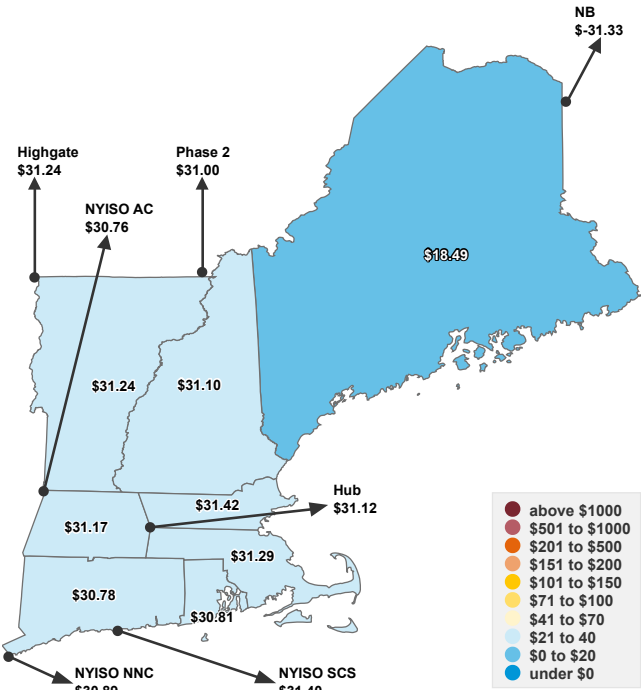 NB
$-31.33
Highgate
$31.24
Phase 2
$31.00
NYISO AC
$30.76
$18.49
$31.24
$31.10
Hub
$31.12
$31.42
$31.17
$31.29
$30.78
$30.81
NYISO NNC
NYISO SCS
above $1000
$501 to $1000
$201 to $500
$151 to $200
$101 to $150
$71 to $100
$41 to $70
$21 to 40
$0 to $20
under $0